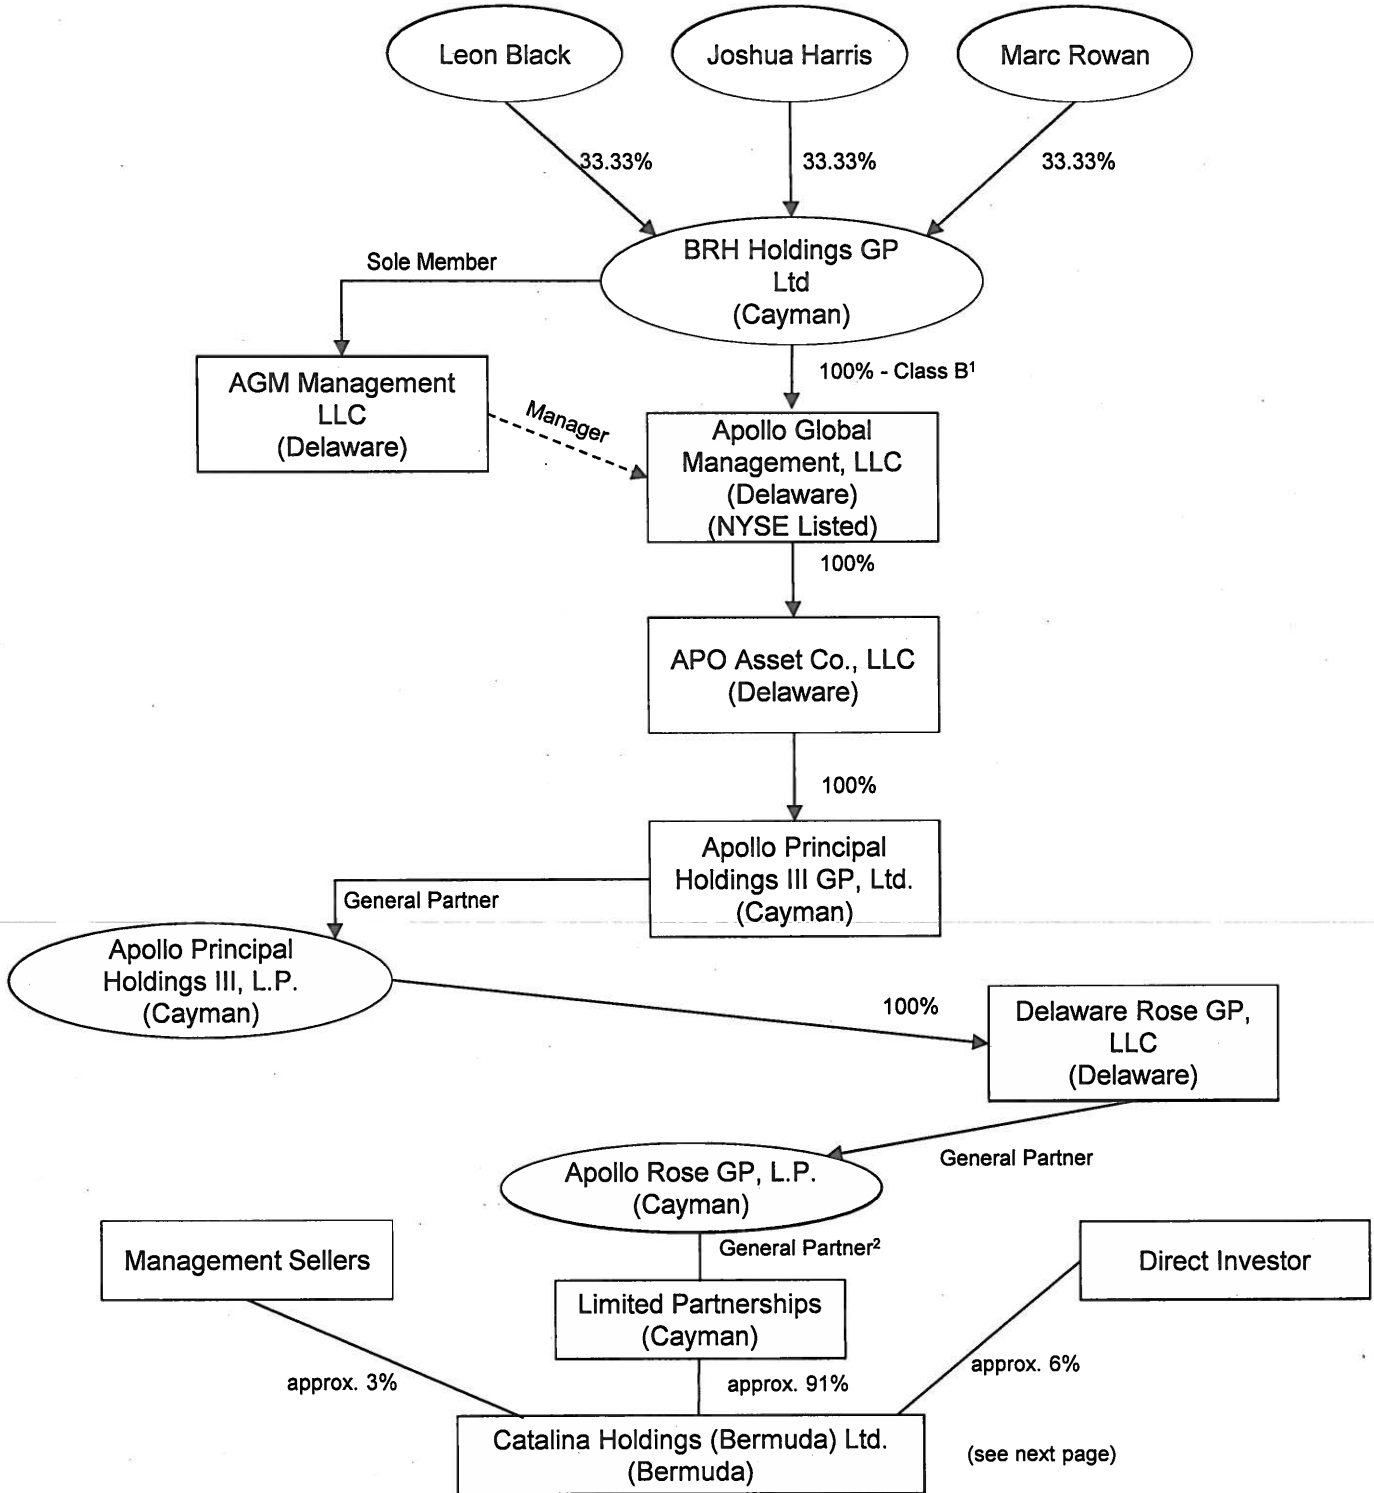 Leon Black
Joshua Harris
Marc Rowan
33.33%
33.33%
33.33%
BRH Holdings GP
Ltd
(Cayman)
Sole Member
100% - Class B¹
AGM Management
LLC
(Delaware)
Manager
Apollo Global
Management, LLC
(Delaware)
(NYSE Listed)
100%
APO Asset Co., LLC
(Delaware)
100%
Apollo Principal
Holdings III GP, Ltd.
(Cayman)
General Partner
Apollo Principal
Holdings III, L.P.
(Cayman)
100%
Delaware Rose GP,
LLC
(Delaware)
General Partner
Apollo Rose GP, L.P.
(Cayman)
General Partner²
Management Sellers
Direct Investor
Limited Partnerships
(Cayman)
approx. 3%
approx. 91%
approx. 6%
Catalina Holdings (Bermuda) Ltd.
(Bermuda)
(see next page)